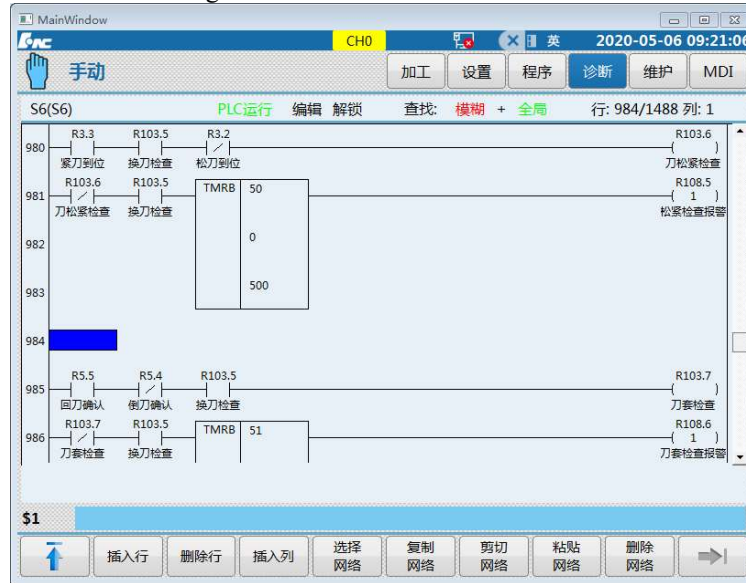 MainWindow
CH0 英 2020-05-06 09:21:06
手动 加工 设置 程序 诊断 维护 MDI
S6(S6) PLC运行 编辑 解锁 查找: 模糊 + 全局 行: 984/1488 列: 1
R3.3 R103.5 R3.2 R103.6
980 ( )
紧刀到位 换刀检查 松刀到位 刀松紧检查
R103.6 R103.5 TMRB 50 R108.5
981 ( 1 )
刀松紧检查 换刀检查 松紧检查报警
982 0
983 500
984
R5.5 R5.4 R103.5 R103.7
985 ( )
回刀确认 倒刀确认 换刀检查 刀套检查
R103.7 R103.5 TMRB 51 R108.6
986 ( 1 )
刀套检查 换刀检查 刀套检查报警
$1
插入行 删除行 插入列 选择网络 复制网络 剪切网络 粘贴网络 删除网络